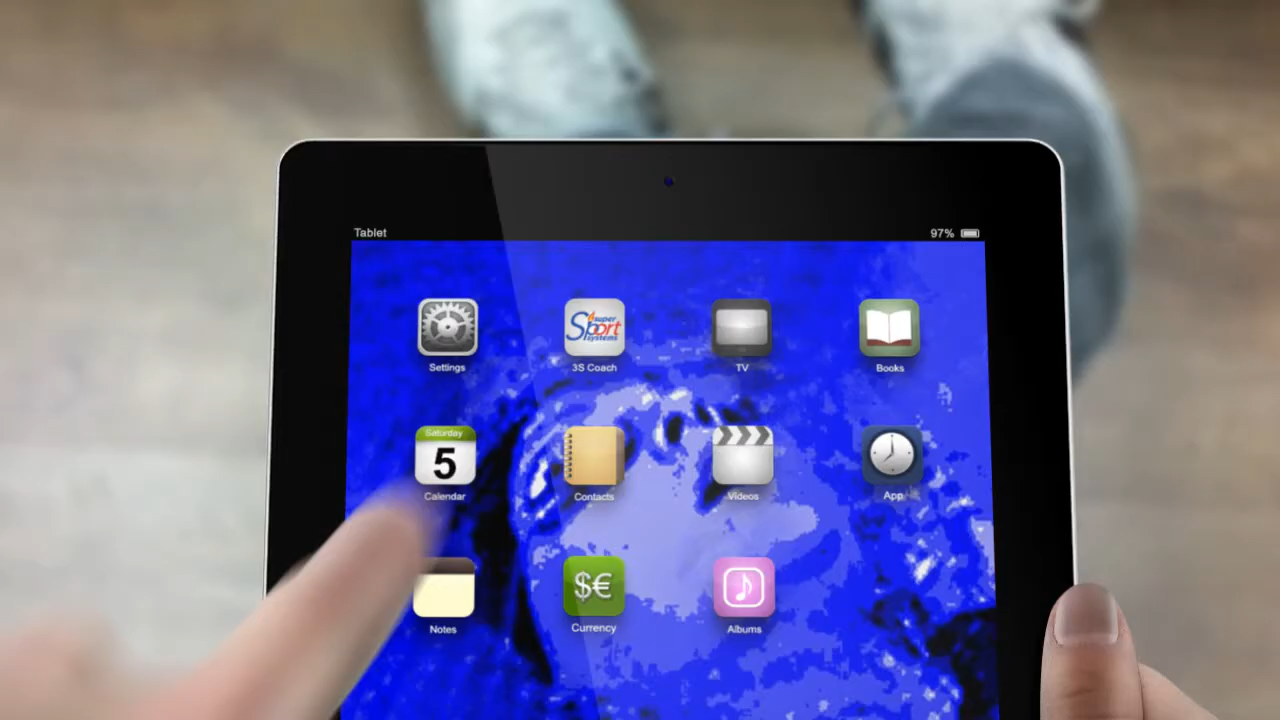 Tablet 97%
super
Sport
systems
Settings 3S Coach TV Books
Saturday
5
Calendar Contacts Videos App
$€
Notes Currency Albums